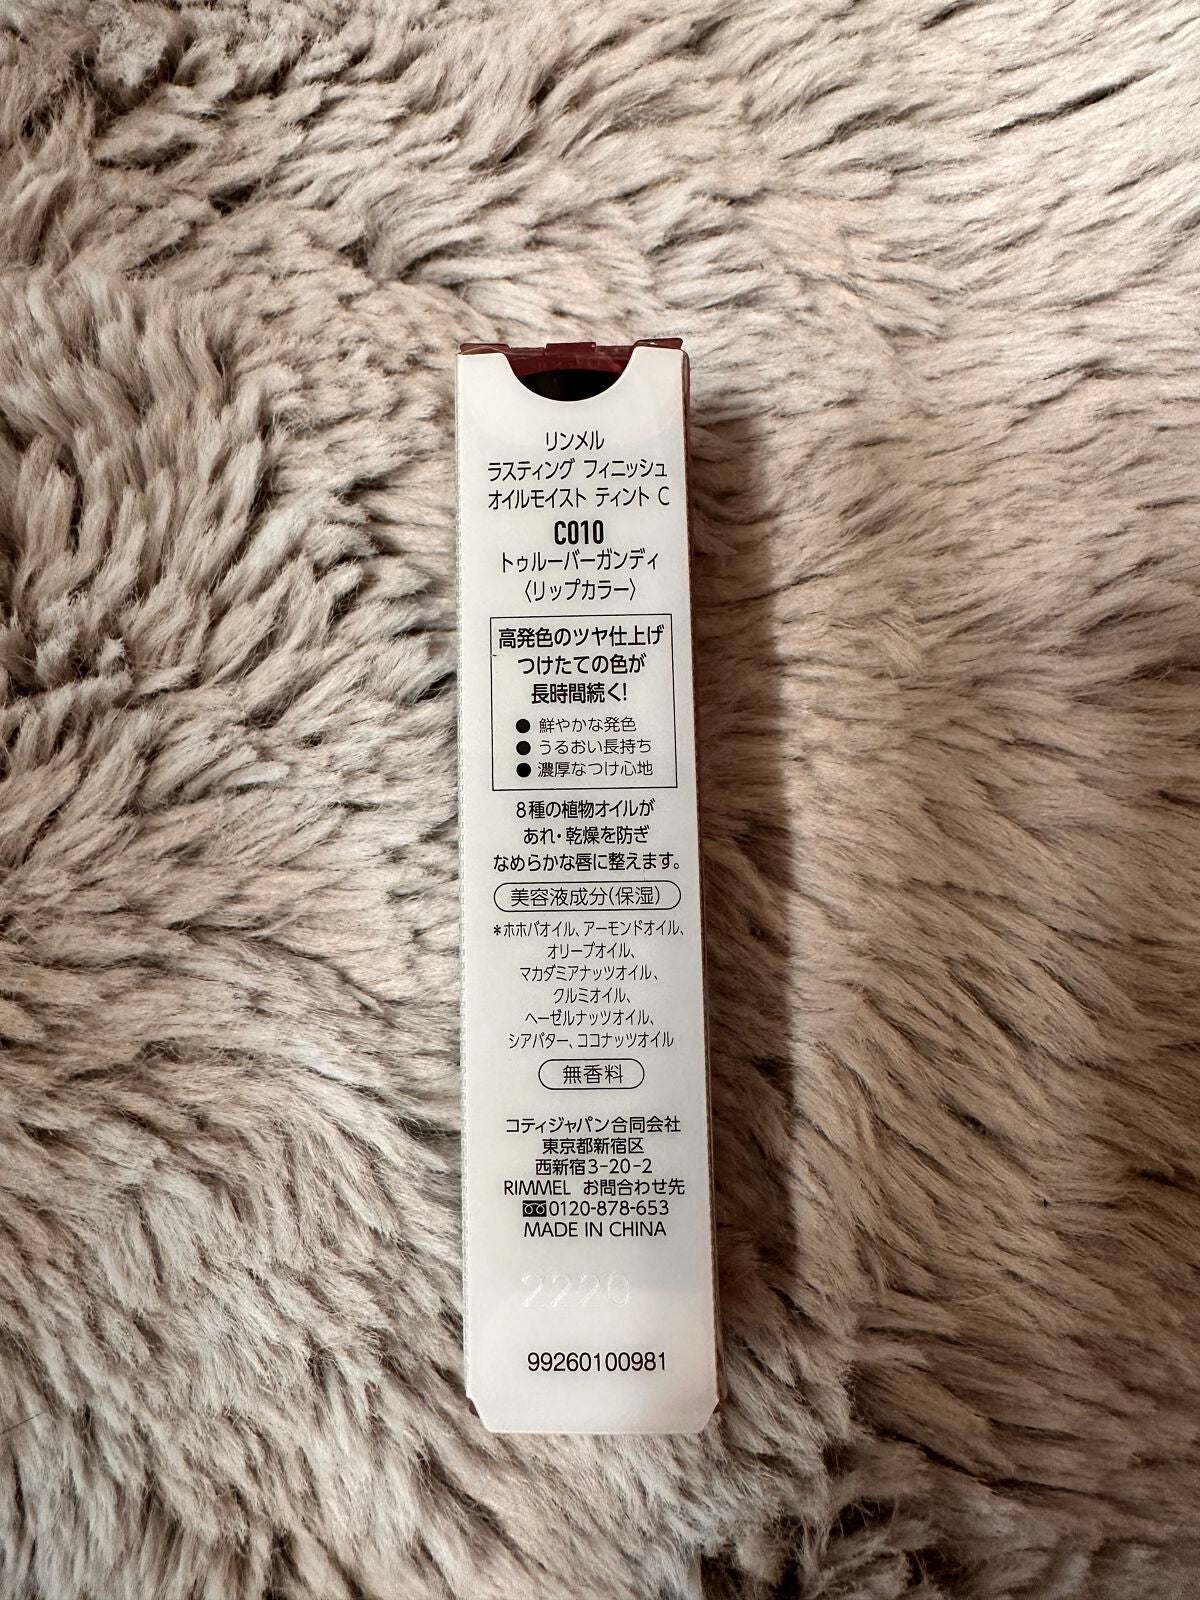 リンメル
ラスティング フィニッシュ
オイルモイスト ティント C
C010
トゥルーバーガンディ
〈リップカラー〉
高発色のツヤ仕上げ
つけたての色が
長時間続く!
● 鮮やかな発色
● うるおい長持ち
● 濃厚なつけ心地
8種の植物オイルが
あれ・乾燥を防ぎ
なめらかな唇に整えます。
美容液成分(保湿)
*ホホバオイル、アーモンドオイル、
オリーブオイル、
マカダミアナッツオイル、
クルミオイル、
ヘーゼルナッツオイル、
シアバター、ココナッツオイル
無香料
コティジャパン合同会社
東京都新宿区
西新宿3-20-2
RIMMEL お問合わせ先
0120-878-653
MADE IN CHINA
2220
99260100981